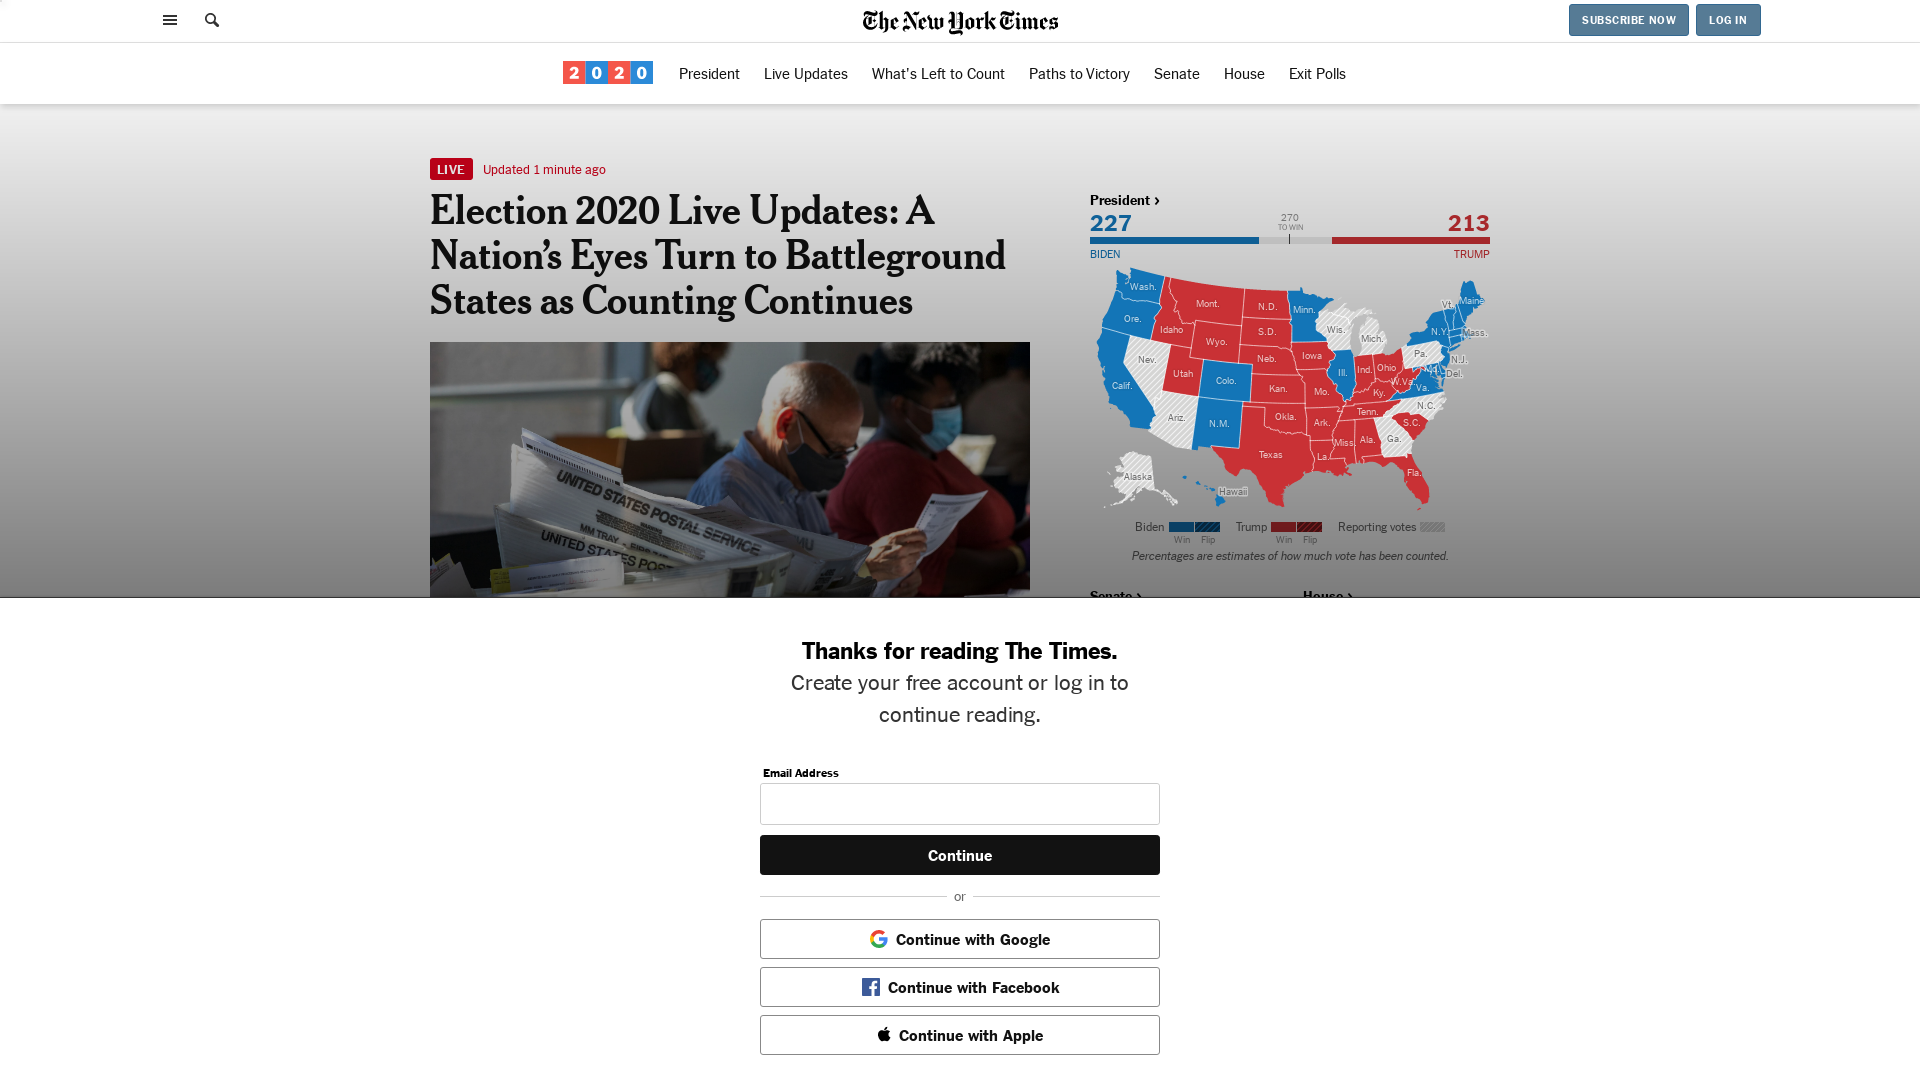 The New York Times
SUBSCRIBE NOW
LOG IN
2020
President
Live Updates
What's Left to Count
Paths to Victory
Senate
House
Exit Polls
LIVE
Updated 1 minute ago
Election 2020 Live Updates: A
Nation’s Eyes Turn to Battleground
States as Counting Continues
UNITED STATES POSTAL SERVICE
MM TRAY
UNITED STATES POST
President ›
227
270
TO WIN
213
BIDEN
TRUMP
Wash.
Mont.
N.D.
Minn.
Vt.
Maine
Ore.
Idaho
S.D.
Wis.
Mich.
N.Y.
Mass.
Wyo.
Nev.
Neb.
Iowa
Pa.
N.J.
Utah
Colo.
Ill.
Ind.
Ohio
Md.
Del.
Calif.
Kan.
Mo.
Ky.
W.Va.
Va.
Ariz.
N.M.
Okla.
Ark.
Tenn.
N.C.
S.C.
Texas
La.
Miss.
Ala.
Ga.
Fla.
Alaska
Hawaii
Biden
Trump
Reporting votes
Win
Flip
Win
Flip
Percentages are estimates of how much vote has been counted.
Senate ›
House ›
Thanks for reading The Times.
Create your free account or log in to
continue reading.
Email Address
Continue
or
Continue with Google
Continue with Facebook
Continue with Apple